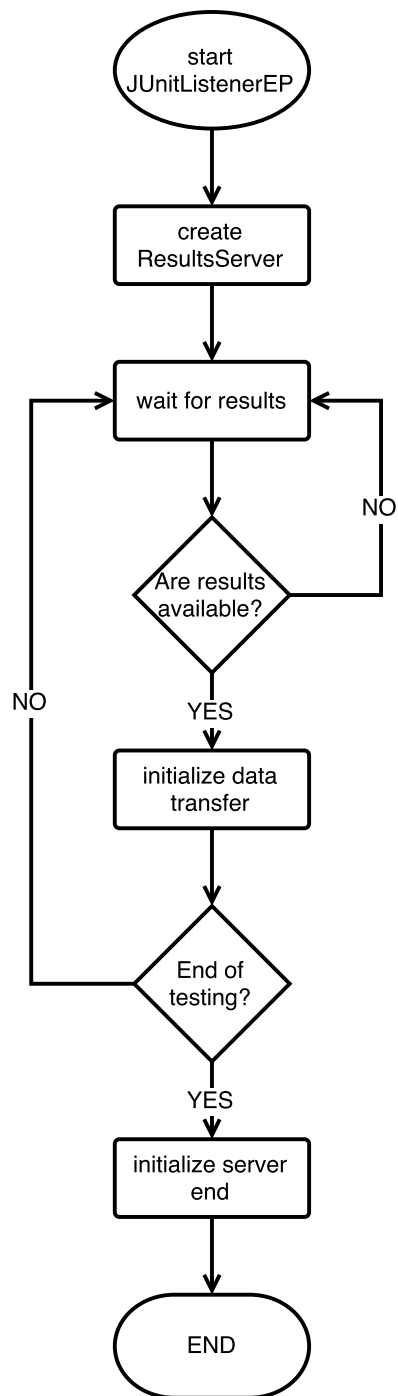 start
JUnitListenerEP
create
ResultsServer
wait for results
NO
Are results
available?
NO
YES
initialize data
transfer
End of
testing?
YES
initialize server
end
END